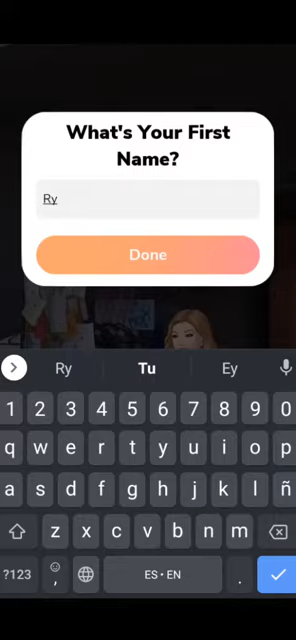 What's Your First
Name?
Ry
Done
Ry Tu Ey
1 2 3 4 5 6 7 8 9 0
q w e r t y u i o p
a s d f g h j k l ñ
z x c v b n m
?123 , ES • EN .